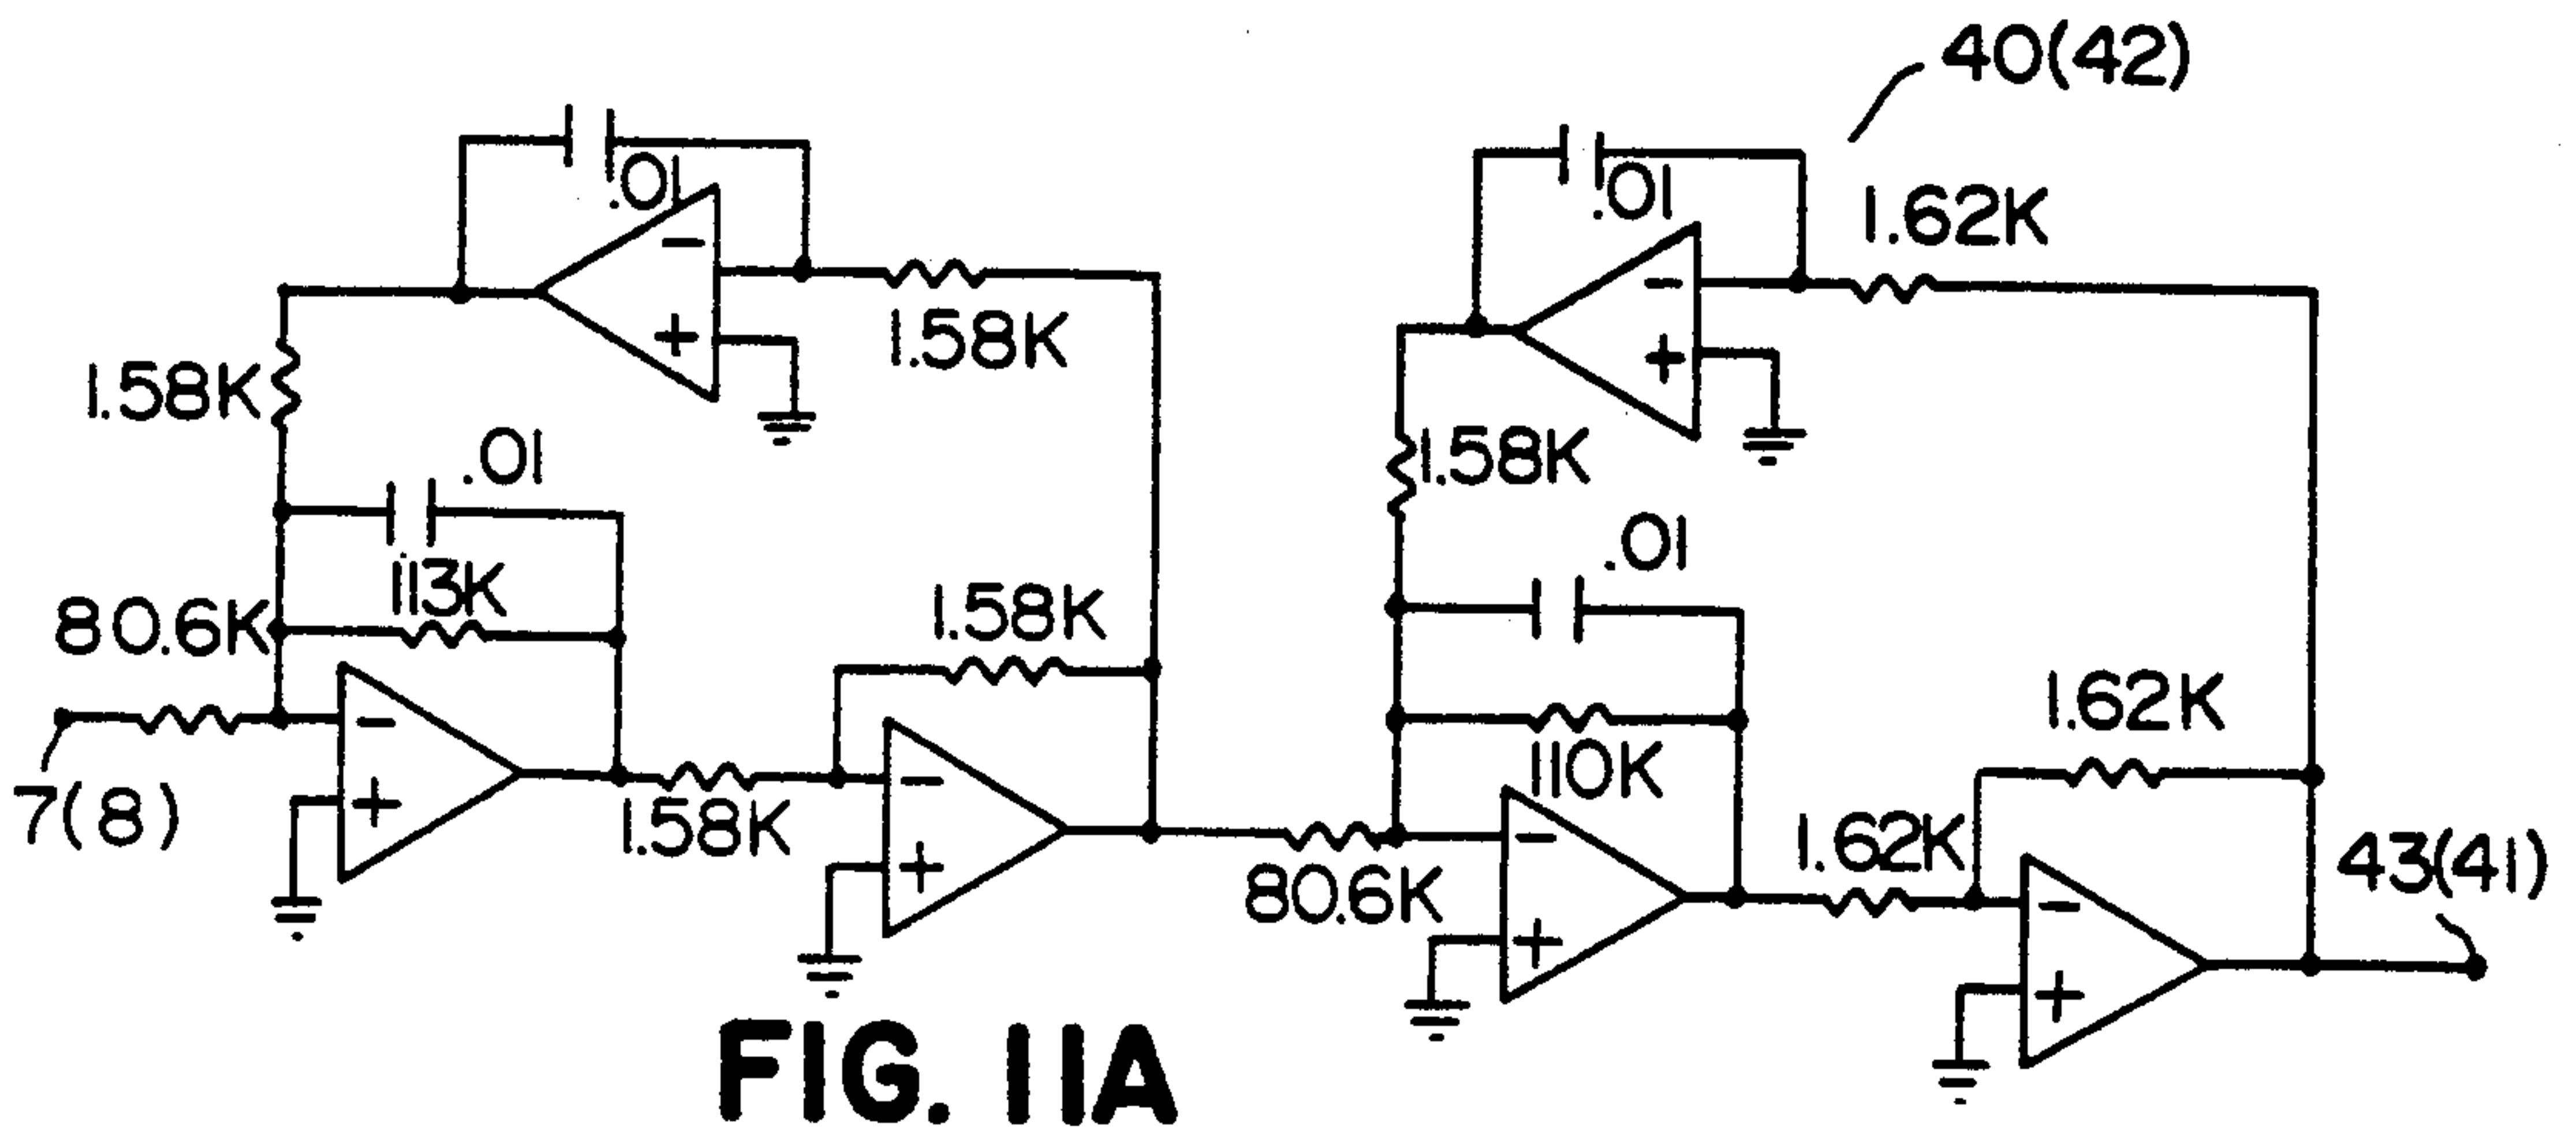 40(42)
.01
.01
1.62K
1.58K
1.58K
.01
1.58K
.01
113K
80.6K
1.58K
1.62K
110K
7(8)
1.58K
1.62K
43(41)
80.6K
-
+
-
+
-
+
-
+
-
+
-
+
FIG. 11A